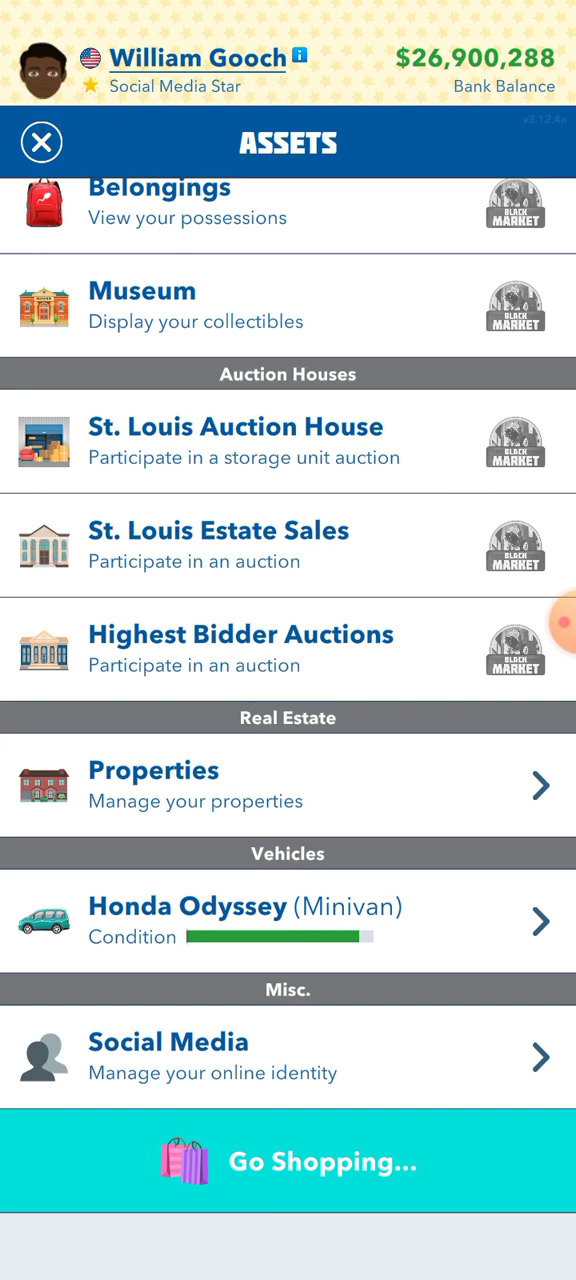 William Gooch
$26,900,288
Social Media Star
Bank Balance
v3.12.4a
ASSETS
Belongings
View your possessions
BLACK
MARKET
Museum
Display your collectibles
BLACK
MARKET
Auction Houses
St. Louis Auction House
Participate in a storage unit auction
BLACK
MARKET
St. Louis Estate Sales
Participate in an auction
BLACK
MARKET
Highest Bidder Auctions
Participate in an auction
BLACK
MARKET
Real Estate
Properties
Manage your properties
Vehicles
Honda Odyssey (Minivan)
Condition
Misc.
Social Media
Manage your online identity
Go Shopping...